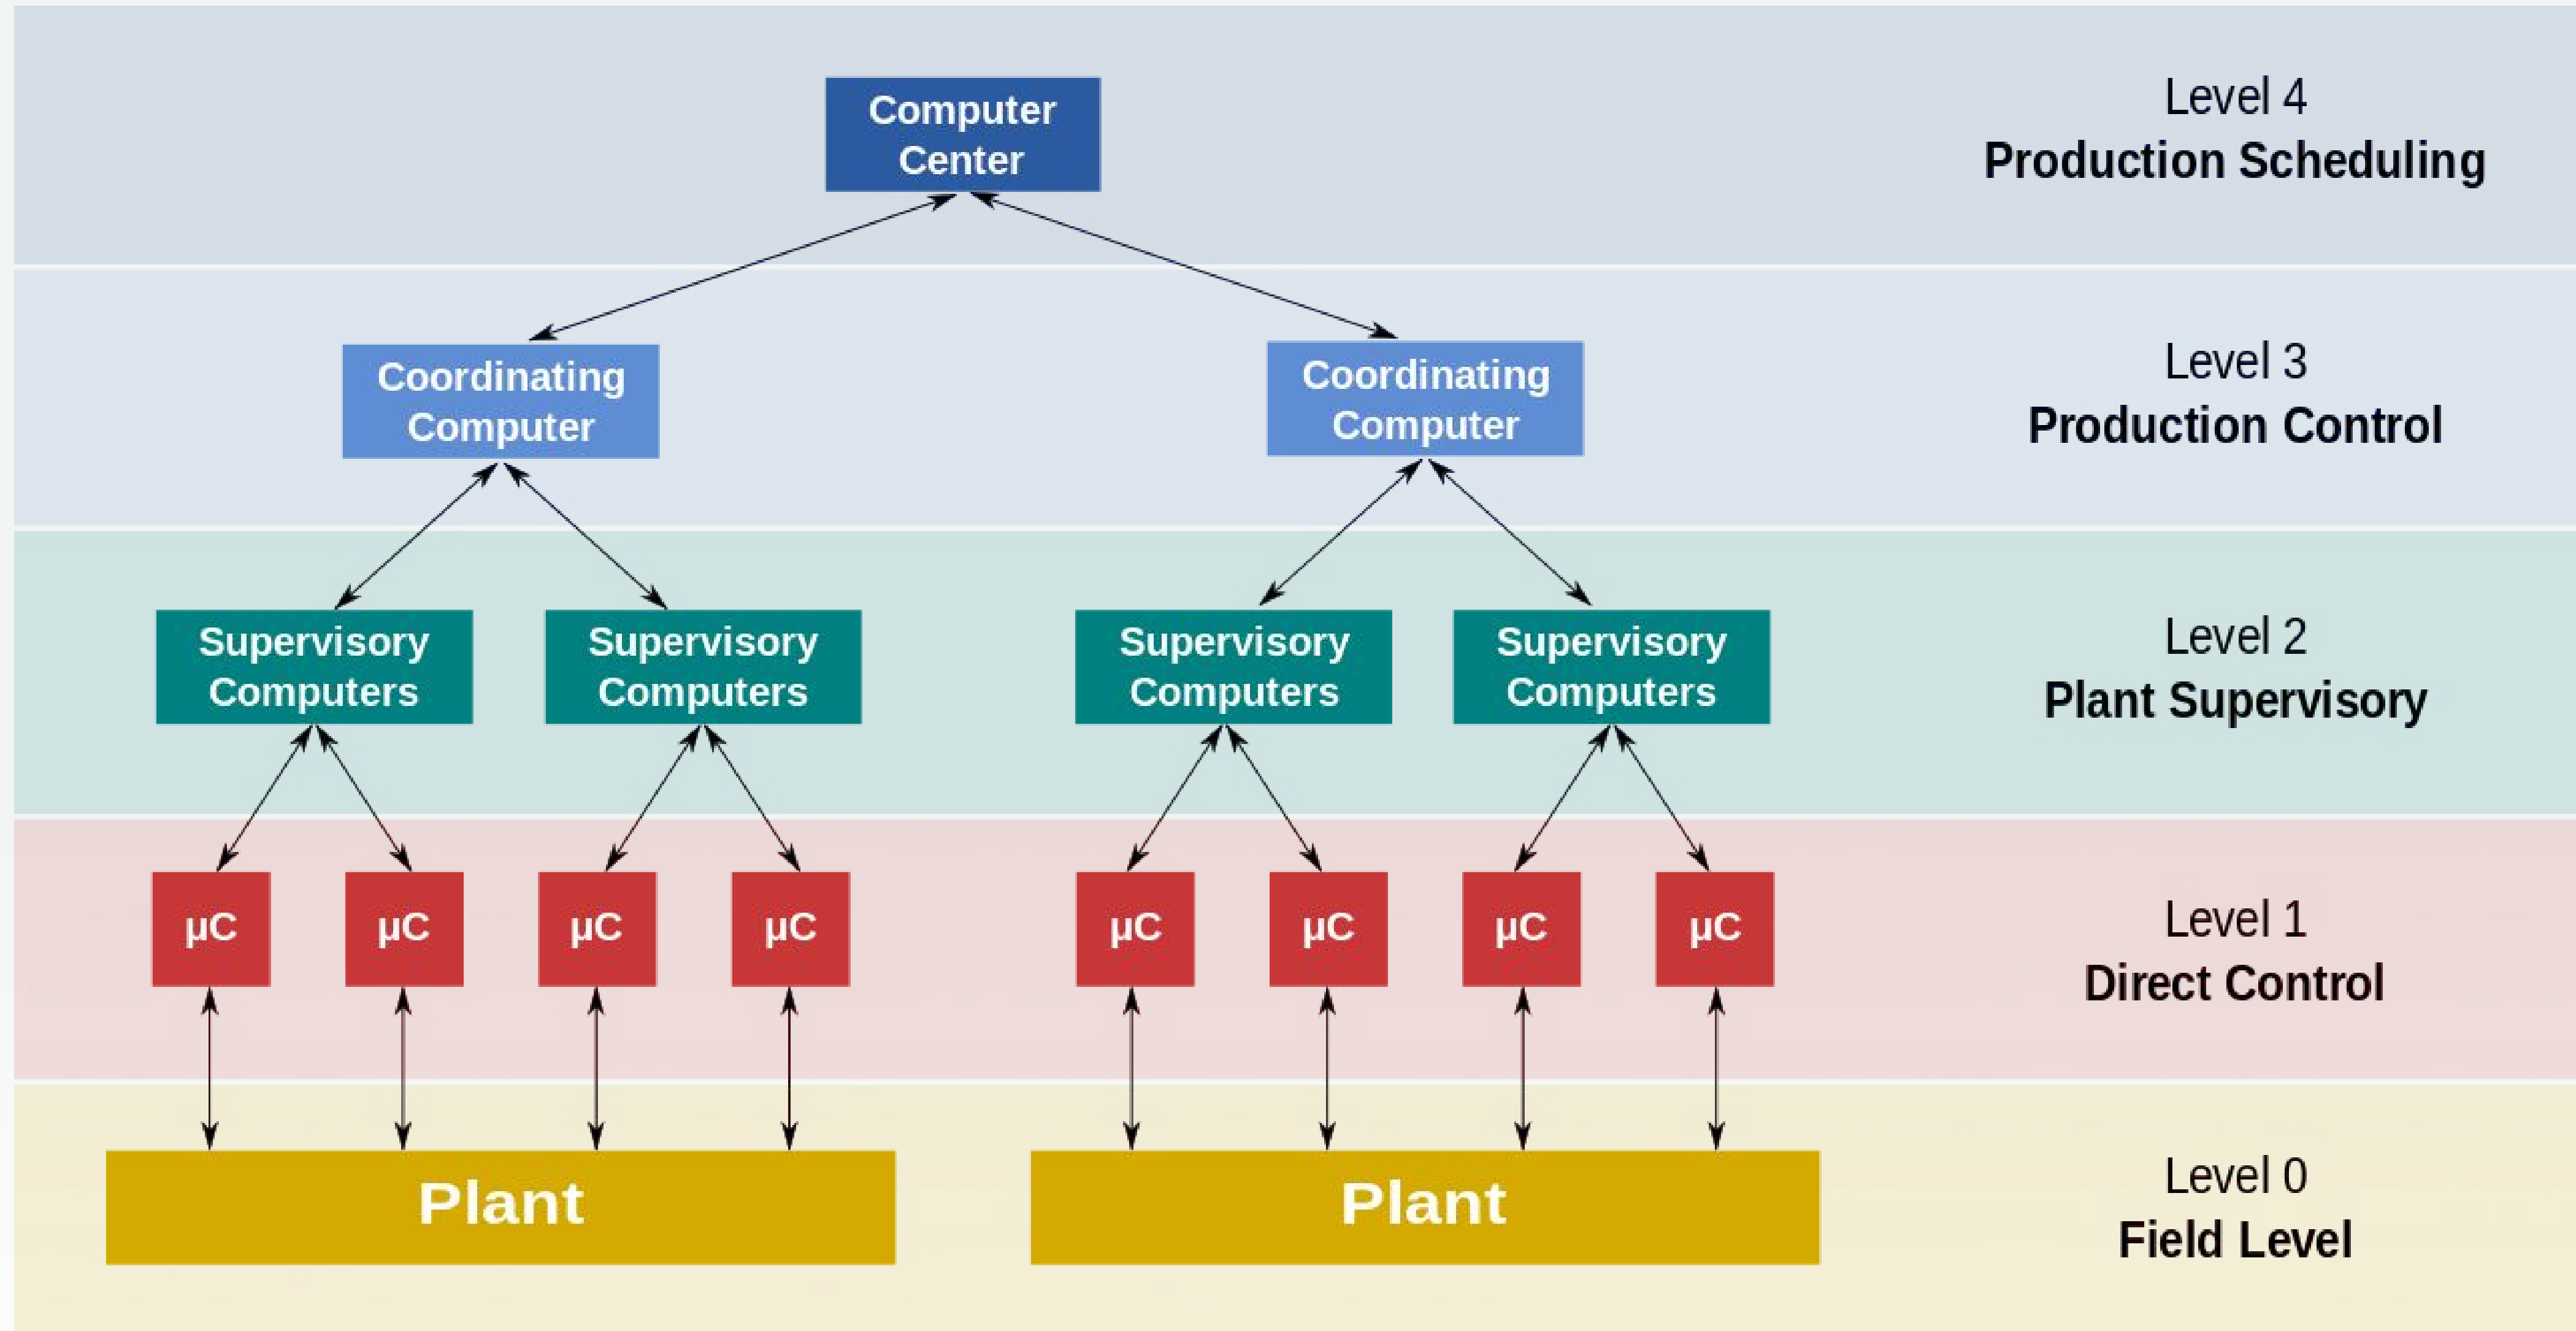 Computer
Center
Level 4
Production Scheduling
Coordinating
Computer
Coordinating
Computer
Level 3
Production Control
Supervisory
Computers
Supervisory
Computers
Supervisory
Computers
Supervisory
Computers
Level 2
Plant Supervisory
µC
µC
µC
µC
µC
µC
µC
µC
Level 1
Direct Control
Plant
Plant
Level 0
Field Level